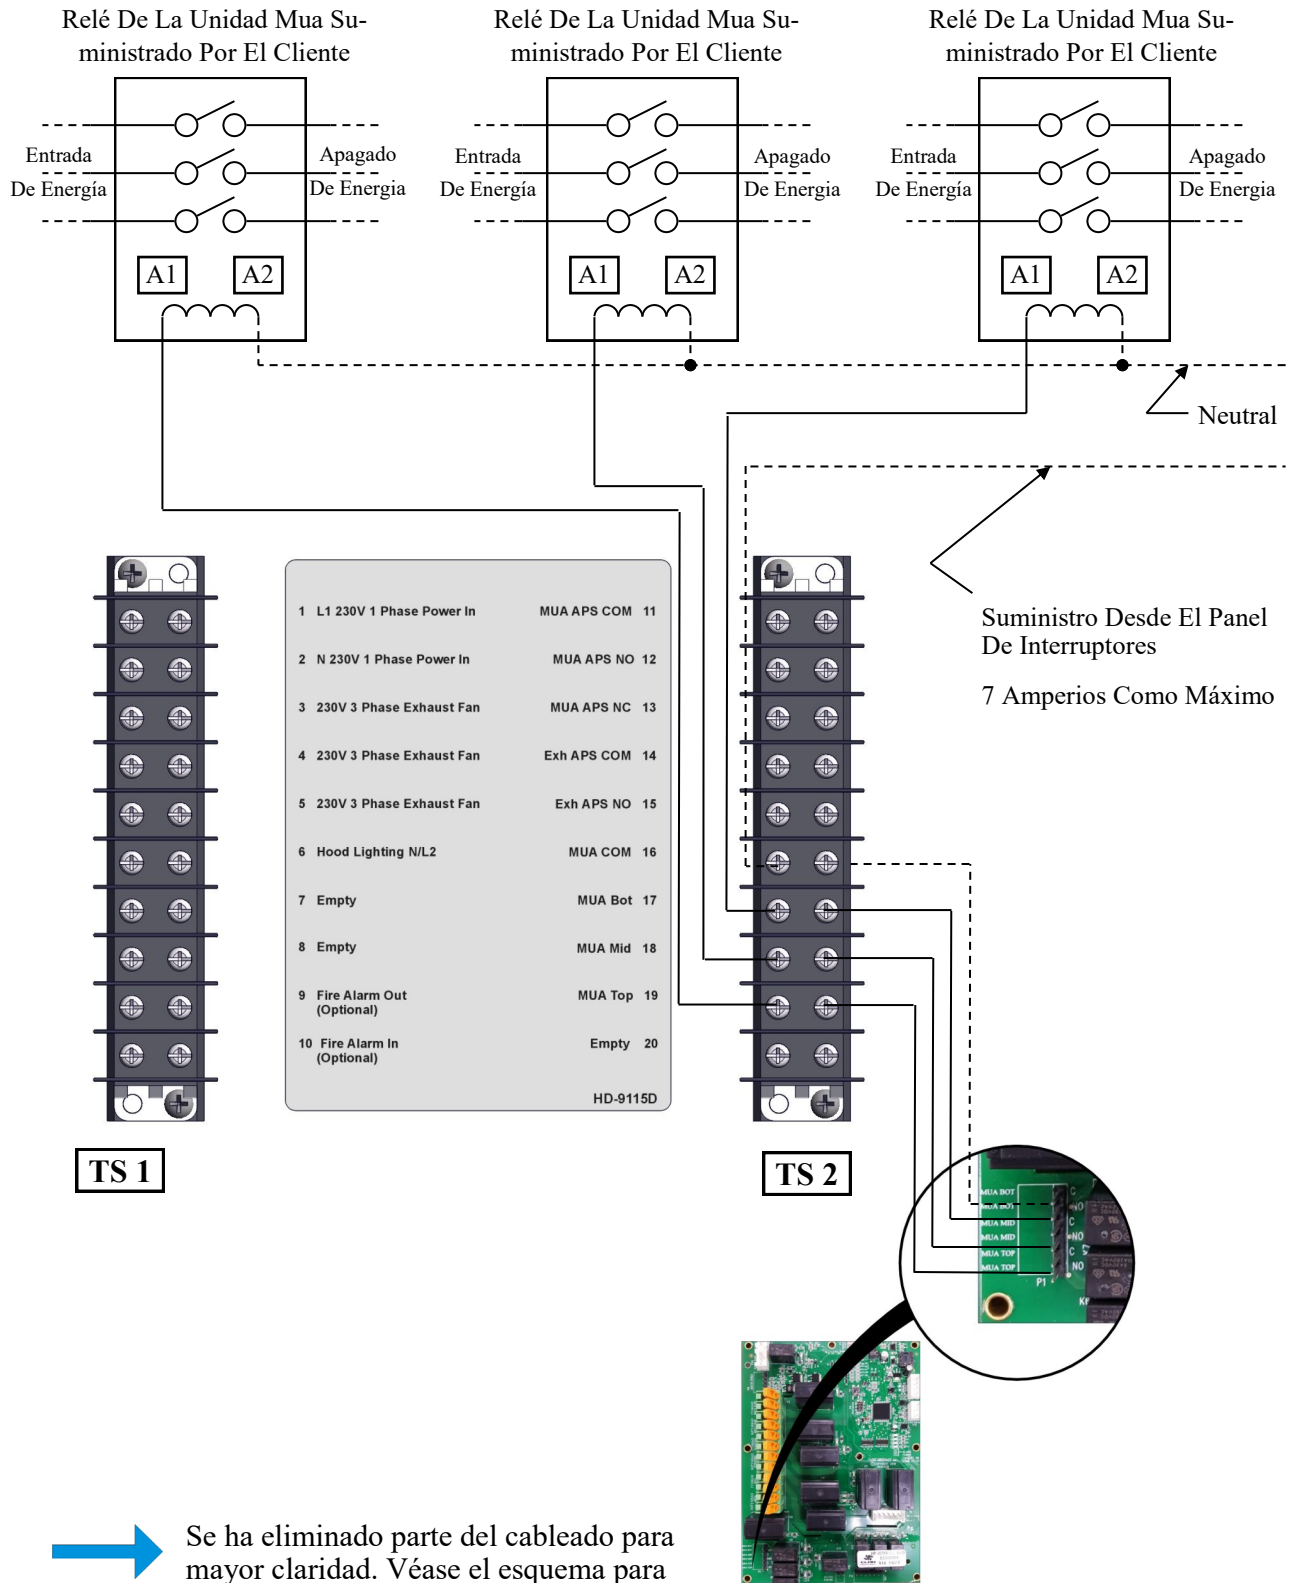 Relé De La Unidad Mua Su-
ministrado Por El Cliente
Relé De La Unidad Mua Su-
ministrado Por El Cliente
Relé De La Unidad Mua Su-
ministrado Por El Cliente
Entrada
De Energía
Apagado
De Energia
Entrada
De Energía
Apagado
De Energia
Entrada
De Energía
Apagado
De Energia
A1 A2
A1 A2
A1 A2
Neutral
Suministro Desde El Panel
De Interruptores
7 Amperios Como Máximo
1 L1 230V 1 Phase Power In MUA APS COM 11
2 N 230V 1 Phase Power In MUA APS NO 12
3 230V 3 Phase Exhaust Fan MUA APS NC 13
4 230V 3 Phase Exhaust Fan Exh APS COM 14
5 230V 3 Phase Exhaust Fan Exh APS NO 15
6 Hood Lighting N/L2 MUA COM 16
7 Empty MUA Bot 17
8 Empty MUA Mid 18
9 Fire Alarm Out MUA Top 19
(Optional)
10 Fire Alarm In Empty 20
(Optional)
HD-9115D
TS 1
TS 2
MUA BOT C
MUA BOT NO
MUA MID C
MUA MID NO
MUA TOP C
MUA TOP NO
P1
Se ha eliminado parte del cableado para
mayor claridad. Véase el esquema para